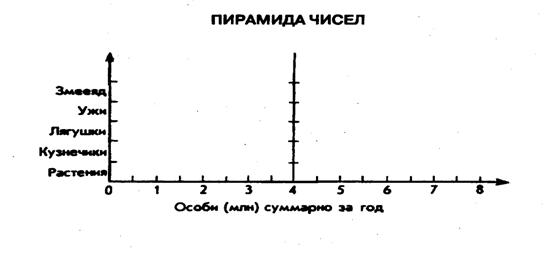 ПИРАМИДА ЧИСЕЛ
Змееяд
Ужи
Лягушки
Кузнечики
Растения
0 1 2 3 4 5 6 7 8
Особи (млн) суммарно за год